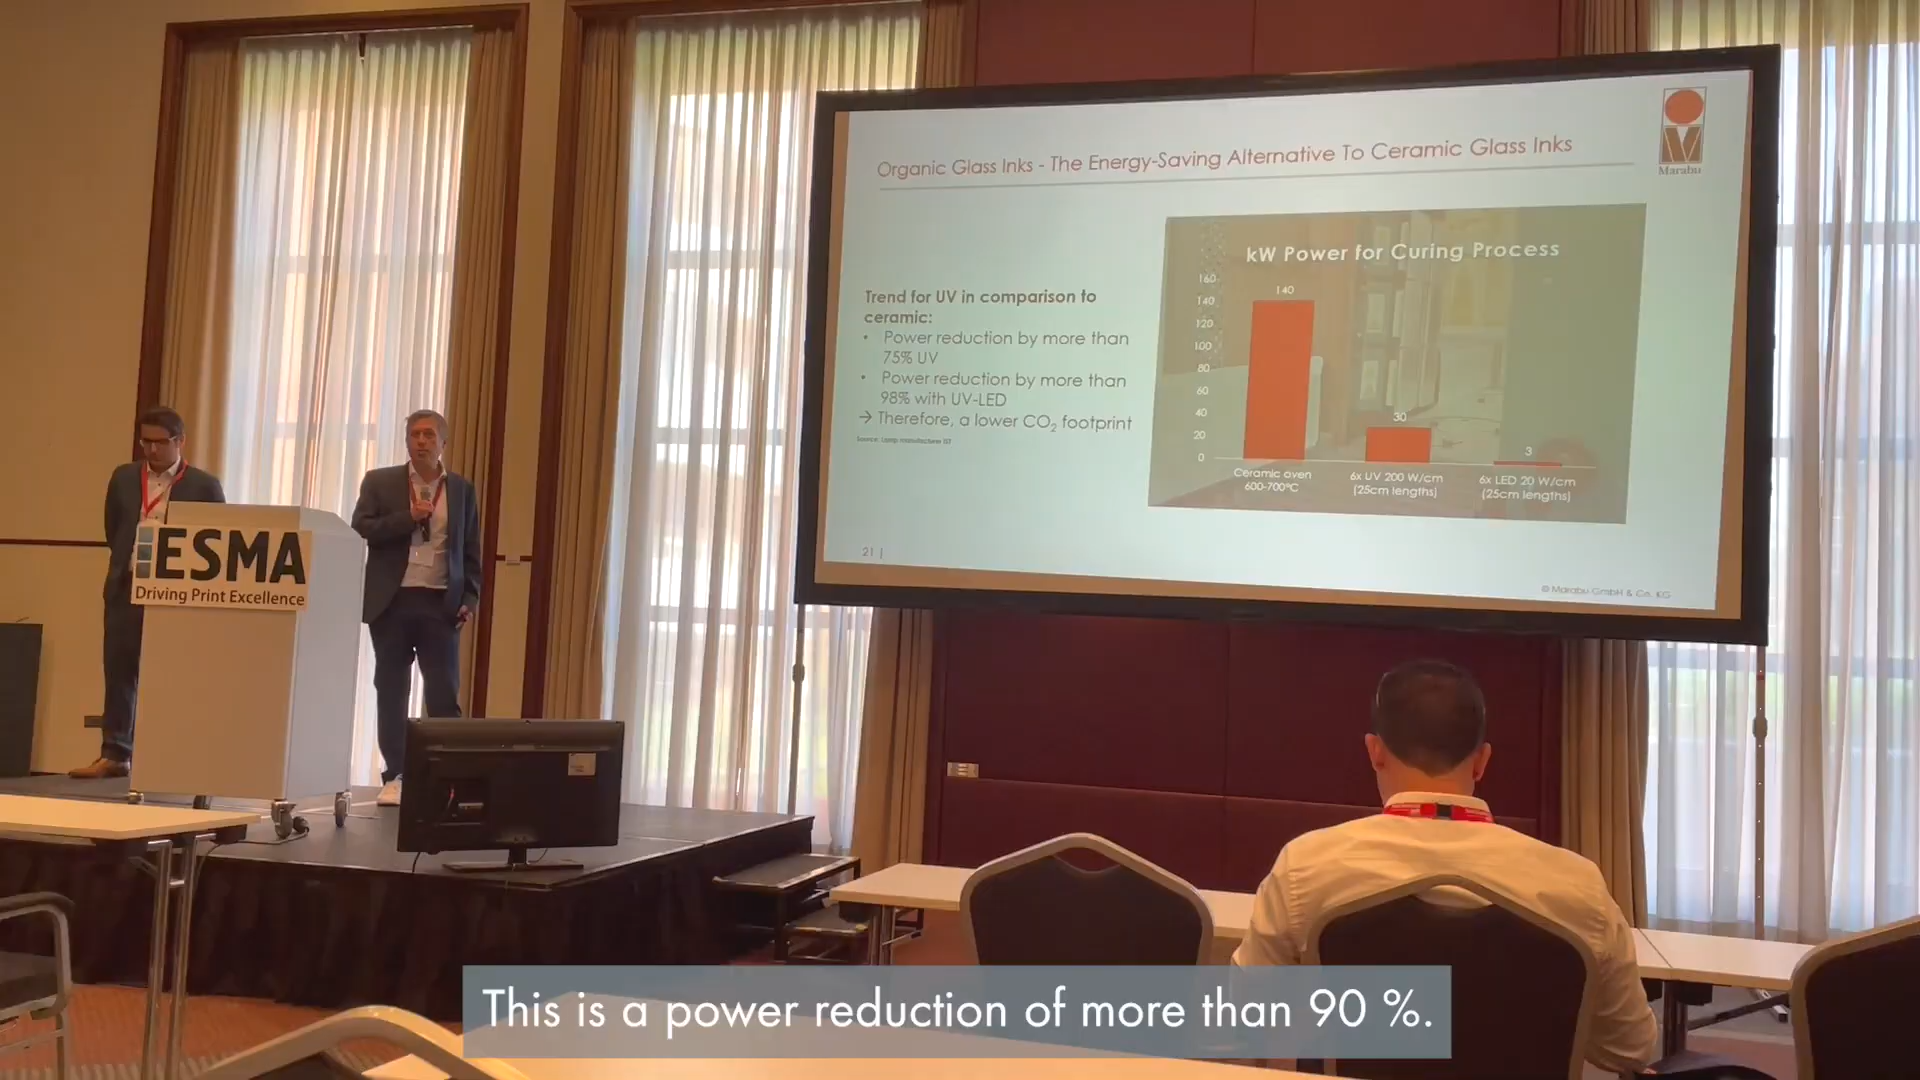 Organic Glass Inks - The Energy-Saving Alternative To Ceramic Glass Inks
Marabu
Trend for UV in comparison to
ceramic:
• Power reduction by more than
75% UV
• Power reduction by more than
98% with UV-LED
→ Therefore, a lower CO₂ footprint
Source: Lamp manufacturer IST
kW Power for Curing Process
160
140
120
100
80
60
40
20
0
140
30
3
Ceramic oven
600-700°C
6x UV 200 W/cm
(25cm lengths)
6x LED 20 W/cm
(25cm lengths)
21 |
© Marabu GmbH & Co. KG
ESMA
Driving Print Excellence
This is a power reduction of more than 90 %.